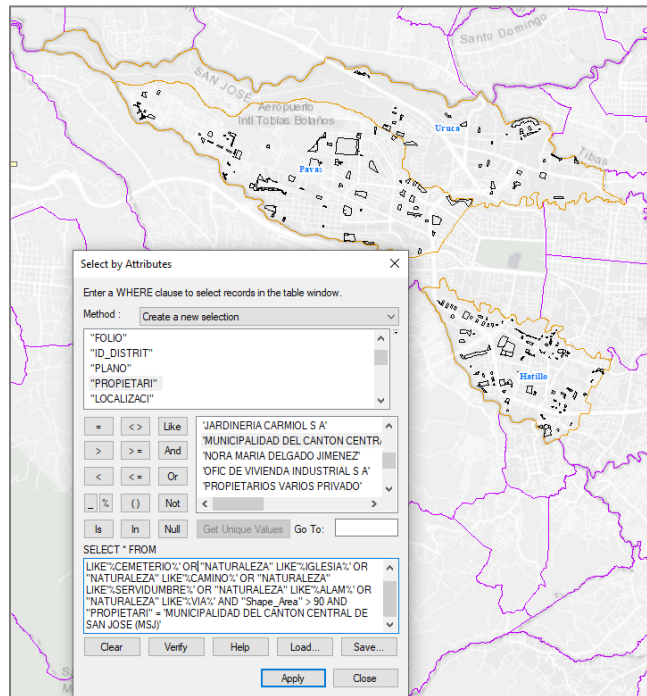 Santo Domingo
SAN JOSÉ
Aeropuerto
Intl Tobías Bolaños
Uruca
Tibás
Pavas
Select by Attributes
Enter a WHERE clause to select records in the table window.
Method : Create a new selection
"FOLIO"
"ID_DISTRIT"
"PLANO"
"PROPIETARI"
"LOCALIZACI"
= < > Like
> > = And
< < = Or
_ % ( ) Not
Is In Null
'JARDINERIA CARMIOL S A'
'MUNICIPALIDAD DEL CANTON CENTRA
'NORA MARIA DELGADO JIMENEZ'
'OFIC DE VIVIENDA INDUSTRIAL S A'
'PROPIETARIOS VARIOS PRIVADO'
Get Unique Values Go To:
SELECT * FROM
LIKE'%CEMETERIO%' OR "NATURALEZA" LIKE'%IGLESIA%' OR
"NATURALEZA" LIKE'%CAMINO%' OR "NATURALEZA"
LIKE'%SERVIDUMBRE%' OR "NATURALEZA" LIKE'%ALAM%' OR
"NATURALEZA" LIKE'%VIA%' AND "Shape_Area" > 90 AND
"PROPIETARI" = 'MUNICIPALIDAD DEL CANTON CENTRAL DE
SAN JOSE (MSJ)'
Clear Verify Help Load... Save...
Apply Close
Hatillo